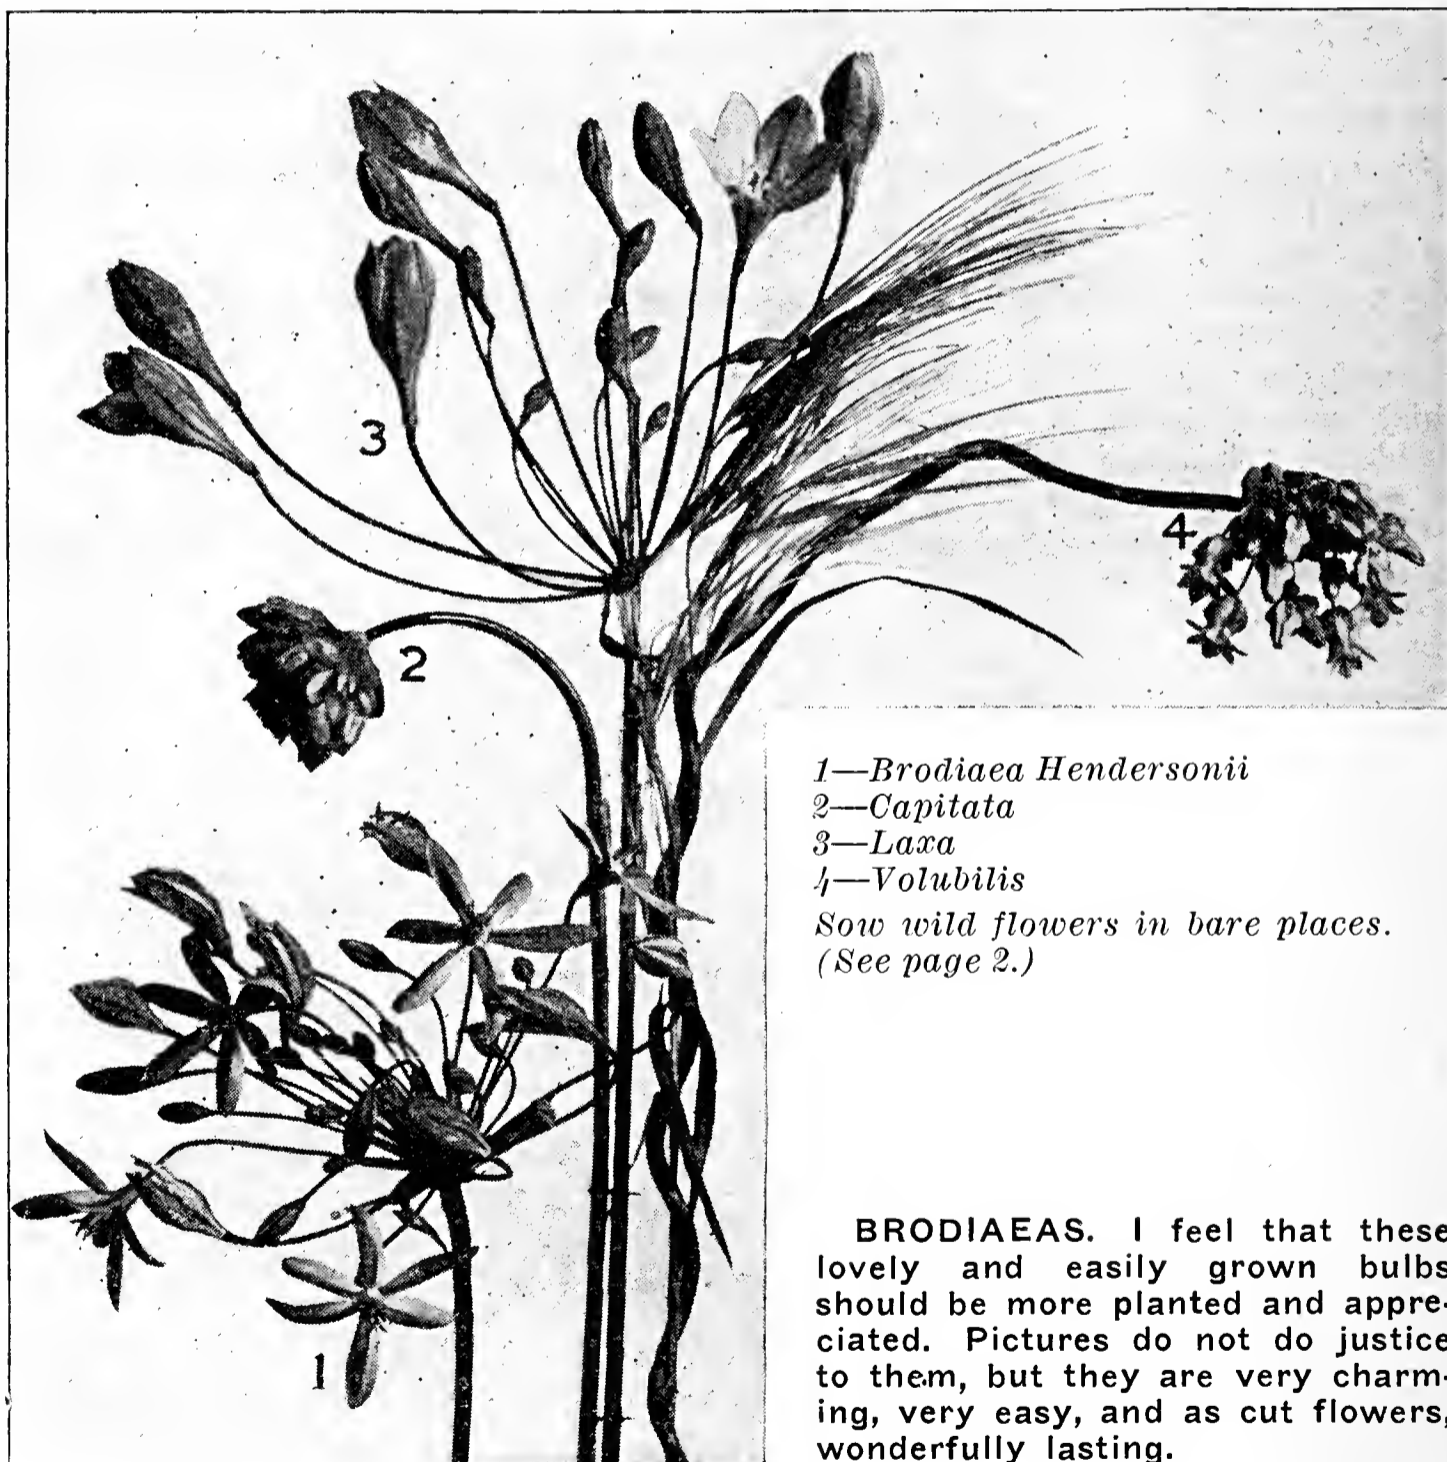 3
4
2
1—Brodiaea Hendersonii
2—Capitata
3—Laxa
4—Volubilis
Sow wild flowers in bare places.
(See page 2.)
1
BRODIAEAS. I feel that these
lovely and easily grown bulbs
should be more planted and appre-
ciated. Pictures do not do justice
to them, but they are very charm-
ing, very easy, and as cut flowers,
wonderfully lasting.